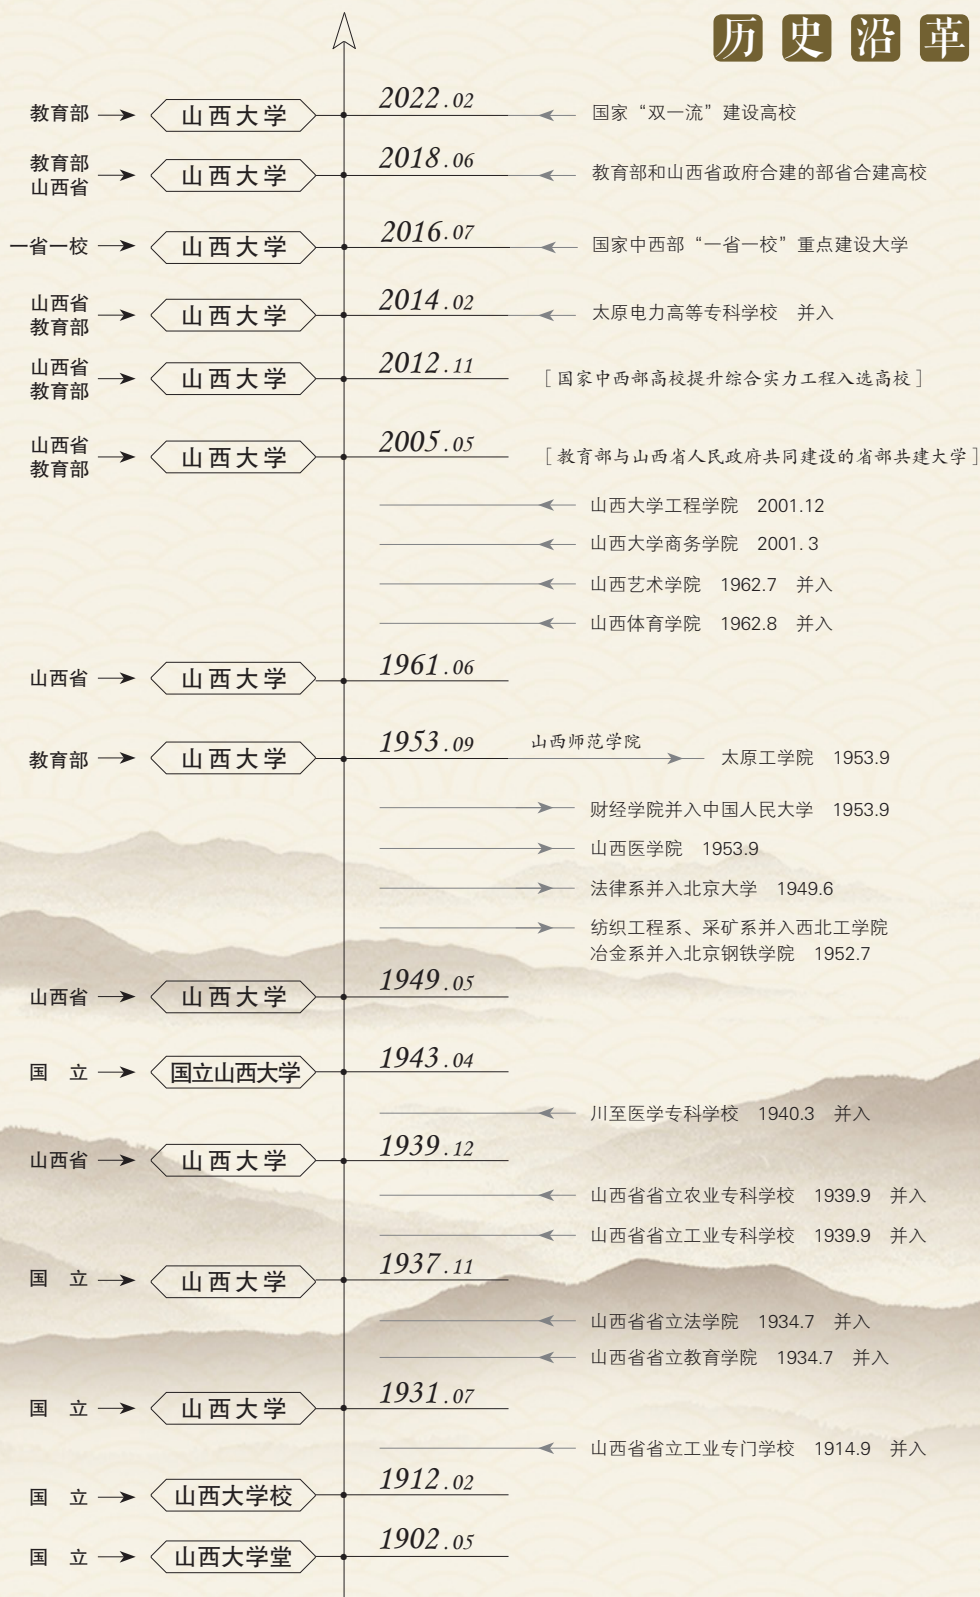 历史沿革
教育部 山西大学 2022.02 国家“双一流”建设高校
教育部
山西省 山西大学 2018.06 教育部和山西省政府合建的部省合建高校
一省一校 山西大学 2016.07 国家中西部“一省一校”重点建设大学
山西省
教育部 山西大学 2014.02 太原电力高等专科学校 并入
山西省
教育部 山西大学 2012.11 [国家中西部高校提升综合实力工程入选高校]
山西省
教育部 山西大学 2005.05 [教育部与山西省人民政府共同建设的省部共建大学]
山西大学工程学院 2001.12
山西大学商务学院 2001.3
山西艺术学院 1962.7 并入
山西体育学院 1962.8 并入
山西省 山西大学 1961.06
教育部 山西大学 1953.09 山西师范学院 太原工学院 1953.9
财经学院并入中国人民大学 1953.9
山西医学院 1953.9
法律系并入北京大学 1949.6
纺织工程系、采矿系并入西北工学院
冶金系并入北京钢铁学院 1952.7
山西省 山西大学 1949.05
国 立 国立山西大学 1943.04
川至医学专科学校 1940.3 并入
山西省 山西大学 1939.12
山西省省立农业专科学校 1939.9 并入
山西省省立工业专科学校 1939.9 并入
国 立 山西大学 1937.11
山西省省立法学院 1934.7 并入
山西省省立教育学院 1934.7 并入
国 立 山西大学 1931.07
山西省省立工业专门学校 1914.9 并入
国 立 山西大学校 1912.02
国 立 山西大学堂 1902.05